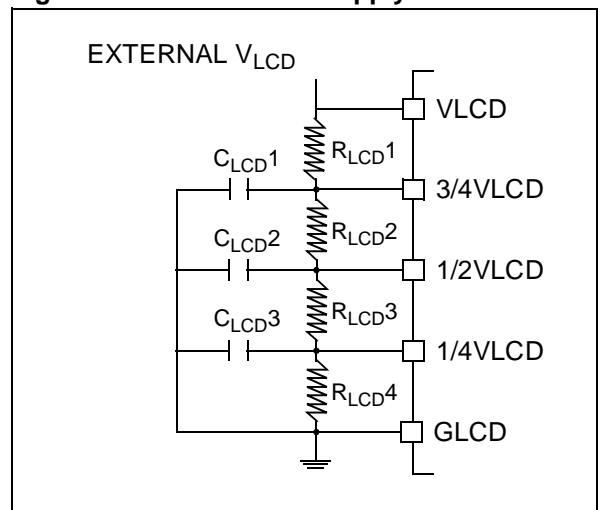 EXTERNAL VLCD
VLCD
RLCD1
CLCD1
3/4VLCD
RLCD2
CLCD2
1/2VLCD
RLCD3
CLCD3
1/4VLCD
RLCD4
GLCD